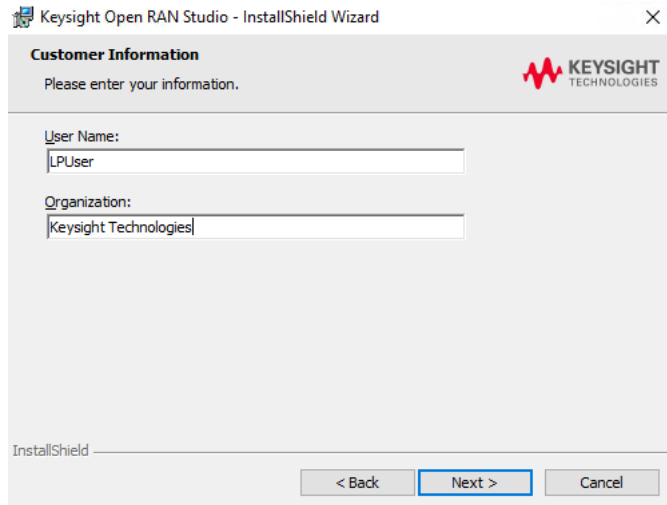 Keysight Open RAN Studio - InstallShield Wizard
Customer Information
Please enter your information.
KEYSIGHT
TECHNOLOGIES
User Name:
LPUser
Organization:
Keysight Technologies
InstallShield
< Back Next > Cancel